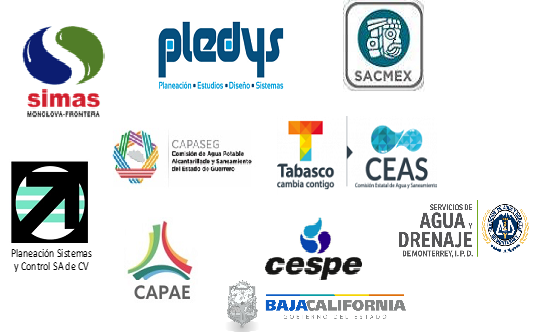 simas
MONCLOVA-FRONTERA
pledys
Planeación • Estudios • Diseño • Sistemas
SACMEX
CAPASEG
Comisión de Agua Potable
Alcantarillado y Saneamiento
del Estado de Guerrero
Tabasco
cambia contigo
CEAS
Comisión Estatal de Agua y Saneamiento
Planeación Sistemas
y Control SA de CV
CAPAE
cespe
SERVICIOS DE
AGUA Y
DRENAJE
DE MONTERREY, I.P.D.
BAJACALIFORNIA
GOBIERNO DEL ESTADO